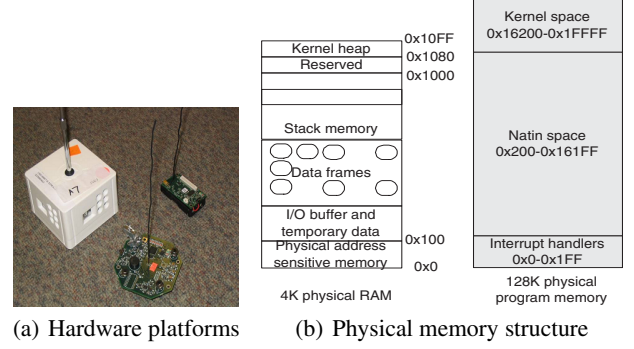 Kernel space
0x16200-0x1FFFF
0x10FF
Kernel heap
0x1080
Reserved
0x1000
Stack memory
Natin space
0x200-0x161FF
Data frames
I/O buffer and
temporary data
0x100
Physical address
sensitive memory
0x0
Interrupt handlers
0x0-0x1FF
4K physical RAM
128K physical
program memory
(a) Hardware platforms
(b) Physical memory structure